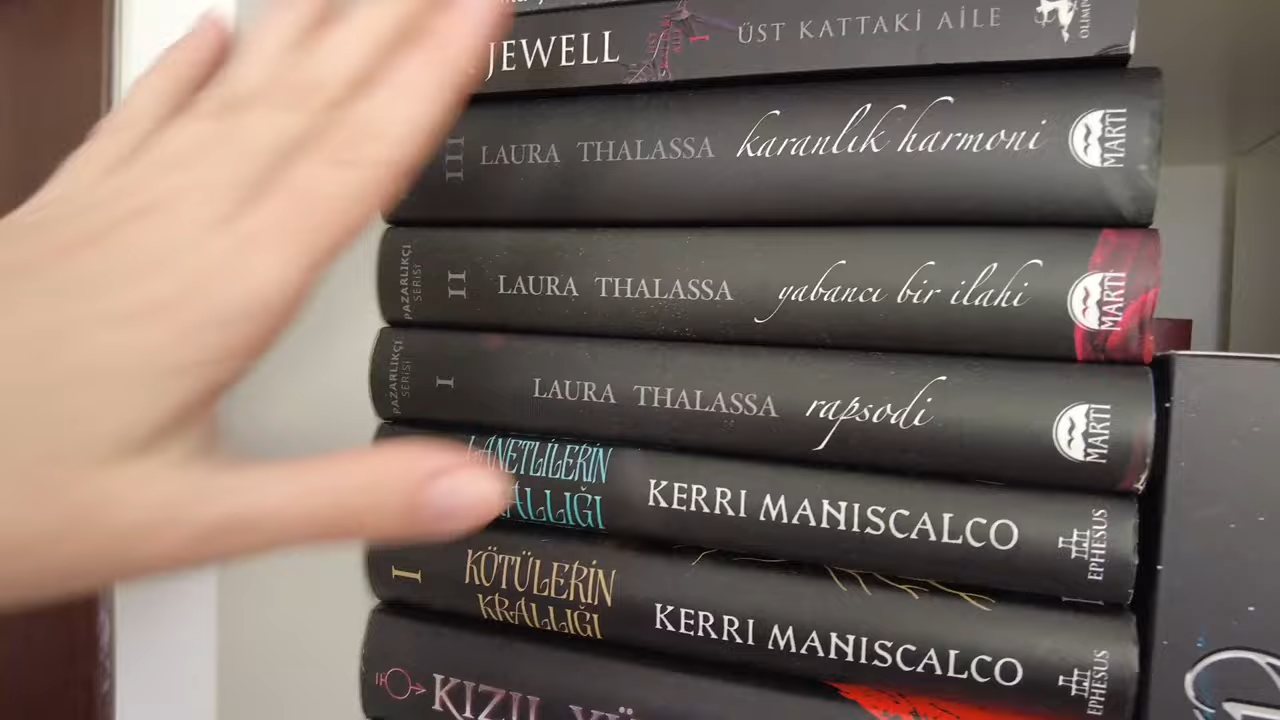 JEWELL ÜST KATTAKİ AİLE
III LAURA THALASSA karanlık harmoni MARTI
PAZARLIKÇI SERİSİ II LAURA THALASSA yabancı bir ilahi MARTI
PAZARLIKÇI SERİSİ I LAURA THALASSA rapsodi MARTI
KERRI MANISCALCO EPHESUS
I KÖTÜLERİN KRALLIĞI KERRI MANISCALCO EPHESUS
KIZIL